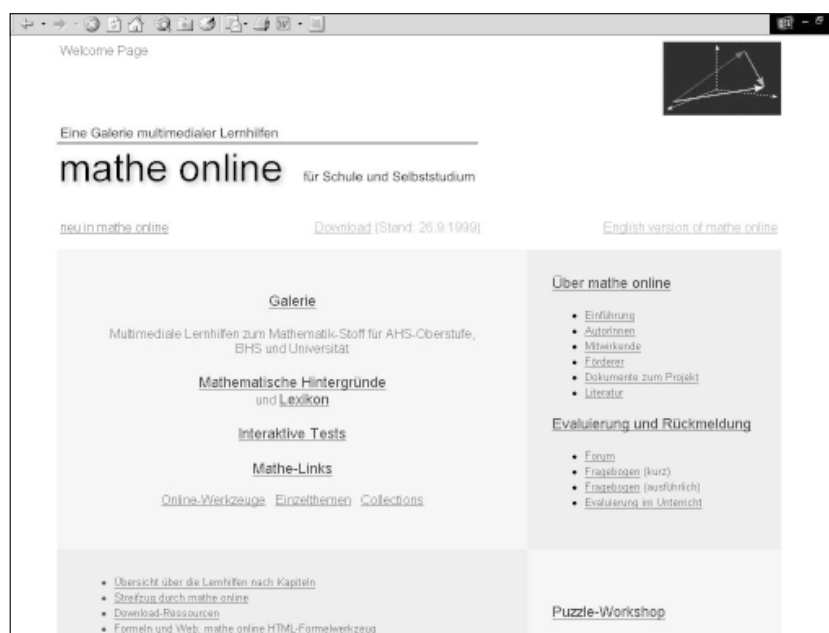 Welcome Page
Eine Galerie multimedialer Lernhilfen
mathe online für Schule und Selbststudium
neu in mathe online Download (Stand: 26.9.1999) English version of mathe online
Galerie
Multimediale Lernhilfen zum Mathematik-Stoff für AHS-Oberstufe,
BHS und Universität
Mathematische Hintergründe
und Lexikon
Interaktive Tests
Mathe-Links
Online-Werkzeuge Einzelthemen Collections
Über mathe online
• Einführung
• AutorInnen
• Mitwirkende
• Förderer
• Dokumente zum Projekt
• Literatur
Evaluierung und Rückmeldung
• Forum
• Fragebogen (kurz)
• Fragebogen (ausführlich)
• Evaluierung im Unterricht
• Übersicht über die Lernhilfen nach Kapiteln
• Streifzug durch mathe online
• Download-Ressourcen
• Formeln und Web: mathe online HTML-Formelwerkzeug
Puzzle-Workshop